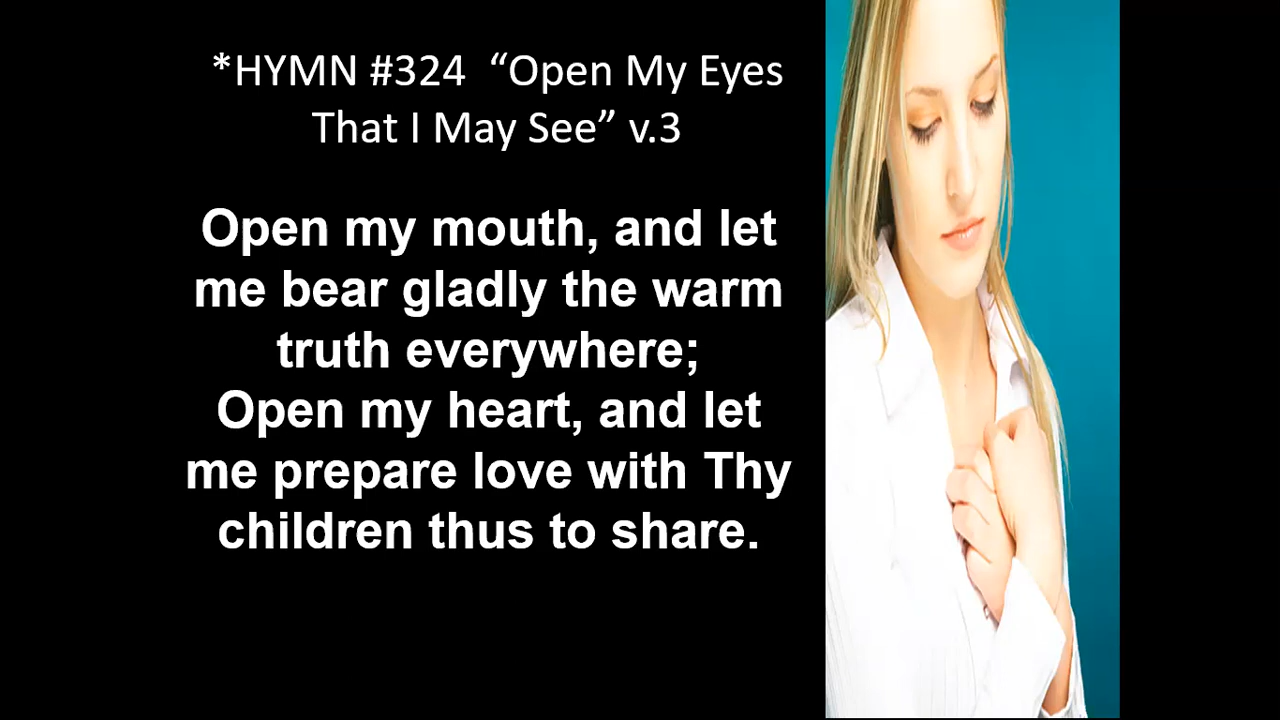 *HYMN #324  “Open My Eyes
That I May See” v.3
Open my mouth, and let
me bear gladly the warm
truth everywhere;
Open my heart, and let
me prepare love with Thy
children thus to share.